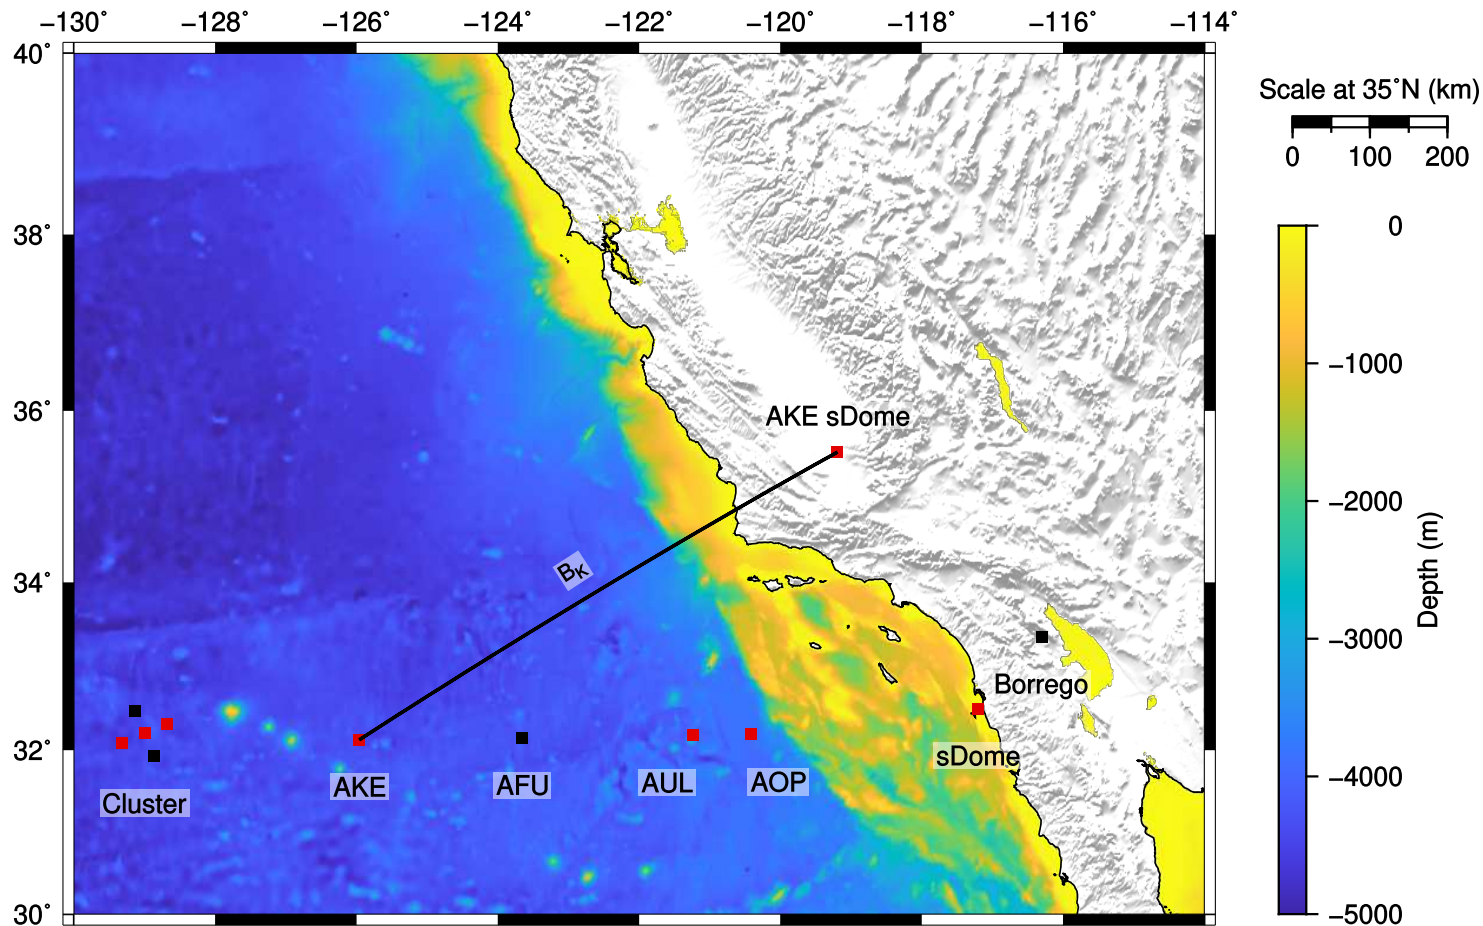 −130˚ −128˚ −126˚ −124˚ −122˚ −120˚ −118˚ −116˚ −114˚
40˚
38˚
36˚
34˚
32˚
30˚
AKE sDome
BK
Borrego
sDome
AKE
AFU
AUL
AOP
Cluster
Scale at 35˚N (km)
0 100 200
0
−1000
−2000
−3000
−4000
−5000
Depth (m)